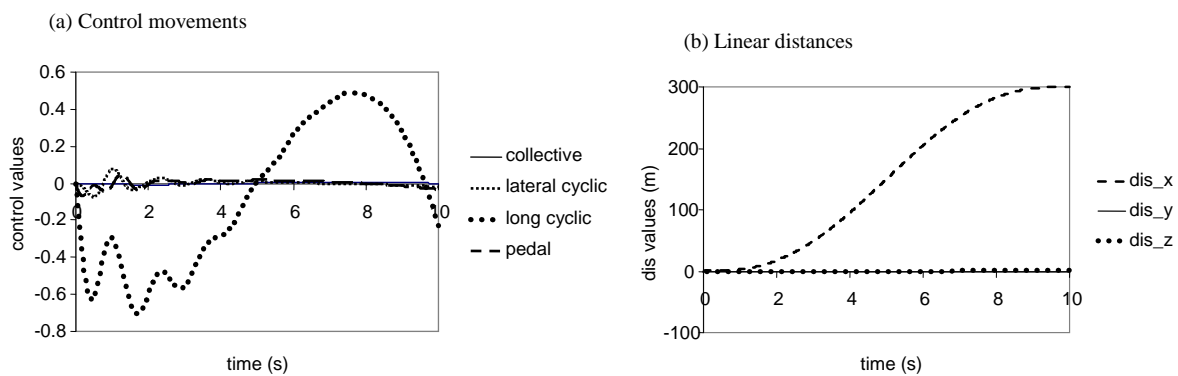 (a) Control movements
0.6
0.4
0.2
0
-0.2
-0.4
-0.6
-0.8
0
2
4
6
8
10
control values
time (s)
collective
lateral cyclic
long cyclic
pedal
(b) Linear distances
300
200
100
0
-100
0
2
4
6
8
10
dis values (m)
time (s)
dis_x
dis_y
dis_z